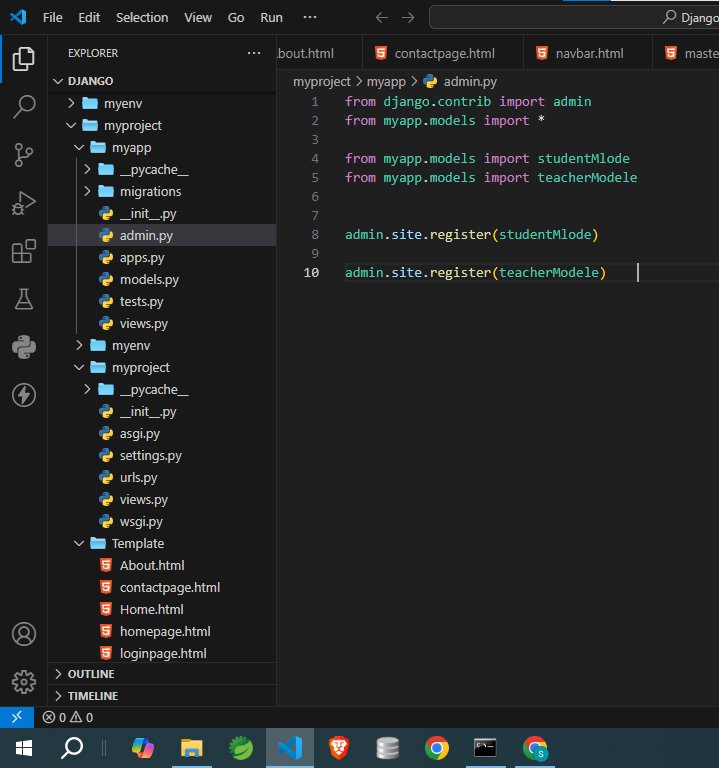 File Edit Selection View Go Run ··· Django
EXPLORER ···
DJANGO
myenv
myproject
myapp
__pycache__
migrations
__init__.py
admin.py
apps.py
models.py
tests.py
views.py
myenv
myproject
__pycache__
__init__.py
asgi.py
settings.py
urls.py
views.py
wsgi.py
Template
About.html
contactpage.html
Home.html
homepage.html
loginpage.html
OUTLINE
TIMELINE
bout.html contactpage.html navbar.html maste
myproject > myapp > admin.py
1 from django.contrib import admin
2 from myapp.models import *
3
4 from myapp.models import studentMlode
5 from myapp.models import teacherModele
6
7
8 admin.site.register(studentMlode)
9
10 admin.site.register(teacherModele)
0 0
S